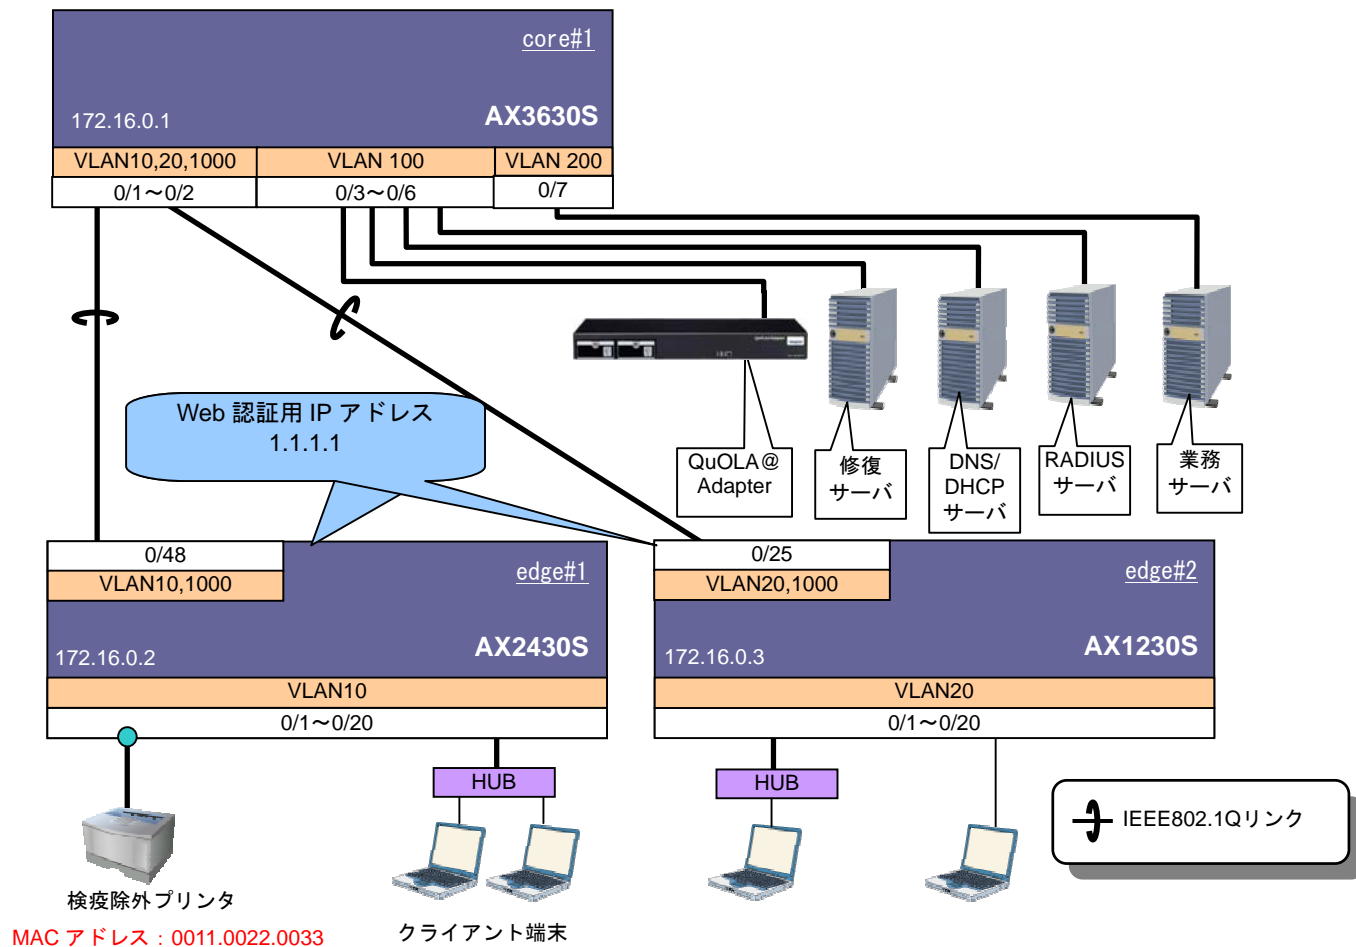 core#1
172.16.0.1
AX3630S
VLAN10,20,1000
VLAN 100
VLAN 200
0/1～0/2
0/3～0/6
0/7
Web 認証用 IP アドレス
1.1.1.1
QuOLA@
Adapter
修復
サーバ
DNS/
DHCP
サーバ
RADIUS
サーバ
業務
サーバ
0/48
VLAN10,1000
edge#1
172.16.0.2
AX2430S
VLAN10
0/1～0/20
0/25
VLAN20,1000
edge#2
172.16.0.3
AX1230S
VLAN20
0/1～0/20
HUB
HUB
IEEE802.1Qリンク
検疫除外プリンタ
MAC アドレス：0011.0022.0033
クライアント端末